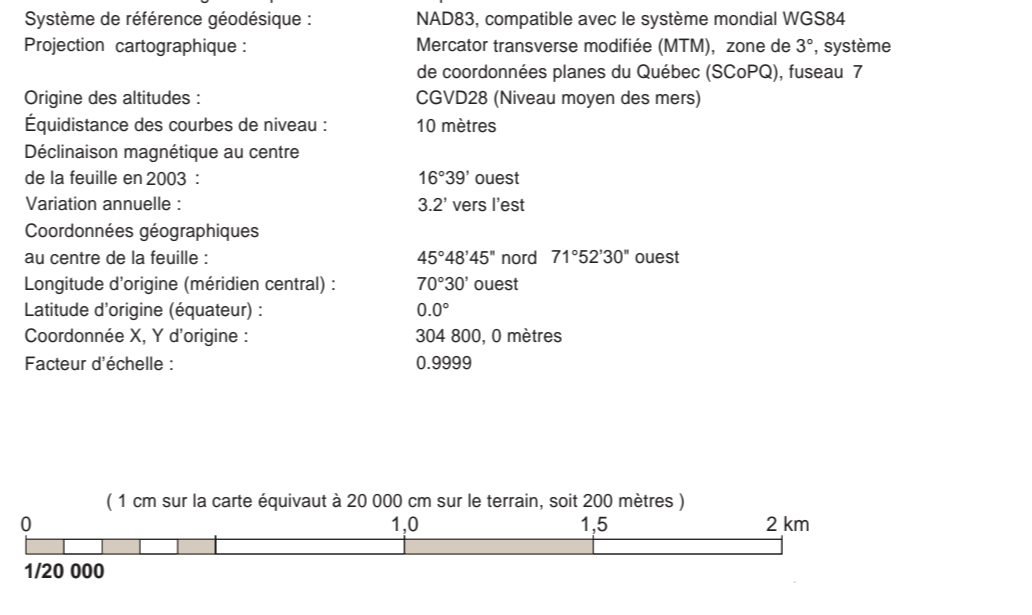 Système de référence géodésique : NAD83, compatible avec le système mondial WGS84
Projection cartographique : Mercator transverse modifiée (MTM), zone de 3°, système
de coordonnées planes du Québec (SCoPQ), fuseau 7
Origine des altitudes : CGVD28 (Niveau moyen des mers)
Équidistance des courbes de niveau : 10 mètres
Déclinaison magnétique au centre
de la feuille en 2003 : 16°39’ ouest
Variation annuelle : 3.2’ vers l’est
Coordonnées géographiques
au centre de la feuille : 45°48'45" nord 71°52'30" ouest
Longitude d’origine (méridien central) : 70°30’ ouest
Latitude d’origine (équateur) : 0.0°
Coordonnée X, Y d’origine : 304 800, 0 mètres
Facteur d’échelle : 0.9999
( 1 cm sur la carte équivaut à 20 000 cm sur le terrain, soit 200 mètres )
0 1,0 1,5 2 km
1/20 000